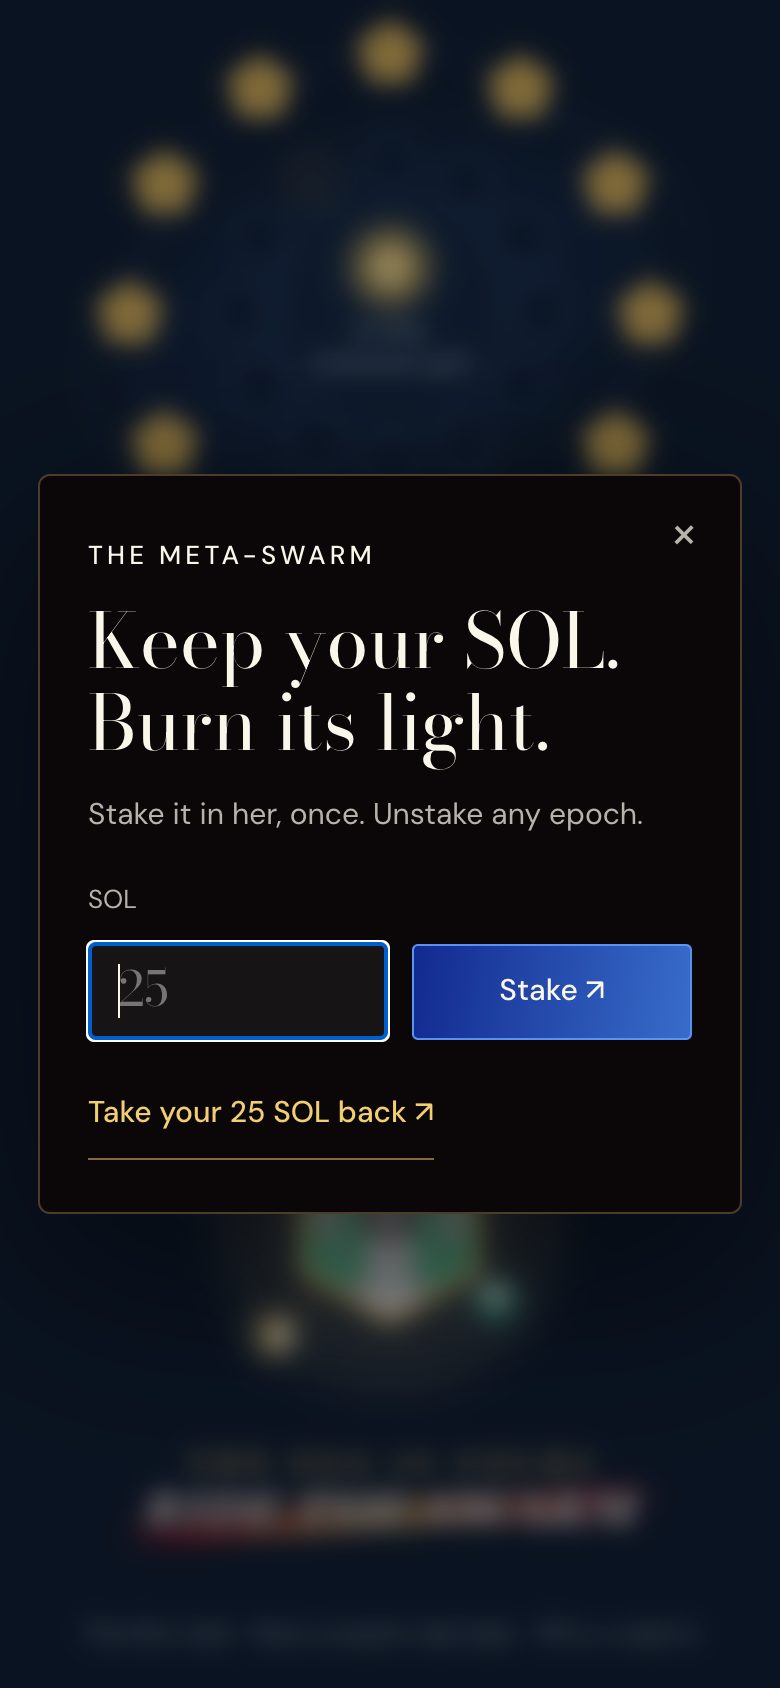 THE META-SWARM
×
Keep your SOL.
Burn its light.
Stake it in her, once. Unstake any epoch.
SOL
25
Stake ↗
Take your 25 SOL back ↗